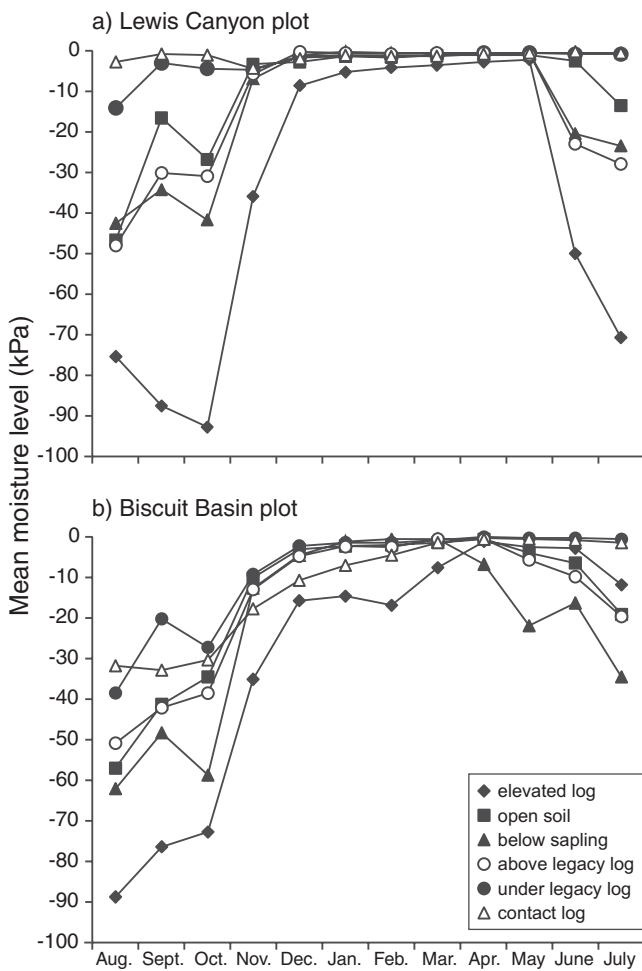 a) Lewis Canyon plot
0
-10
-20
-30
-40
-50
-60
-70
-80
-90
-100
Mean moisture level (kPa)
b) Biscuit Basin plot
0
-10
-20
-30
-40
-50
-60
-70
-80
-90
-100
elevated log
open soil
below sapling
above legacy log
under legacy log
contact log
Aug. Sept. Oct. Nov. Dec. Jan. Feb. Mar. Apr. May June July